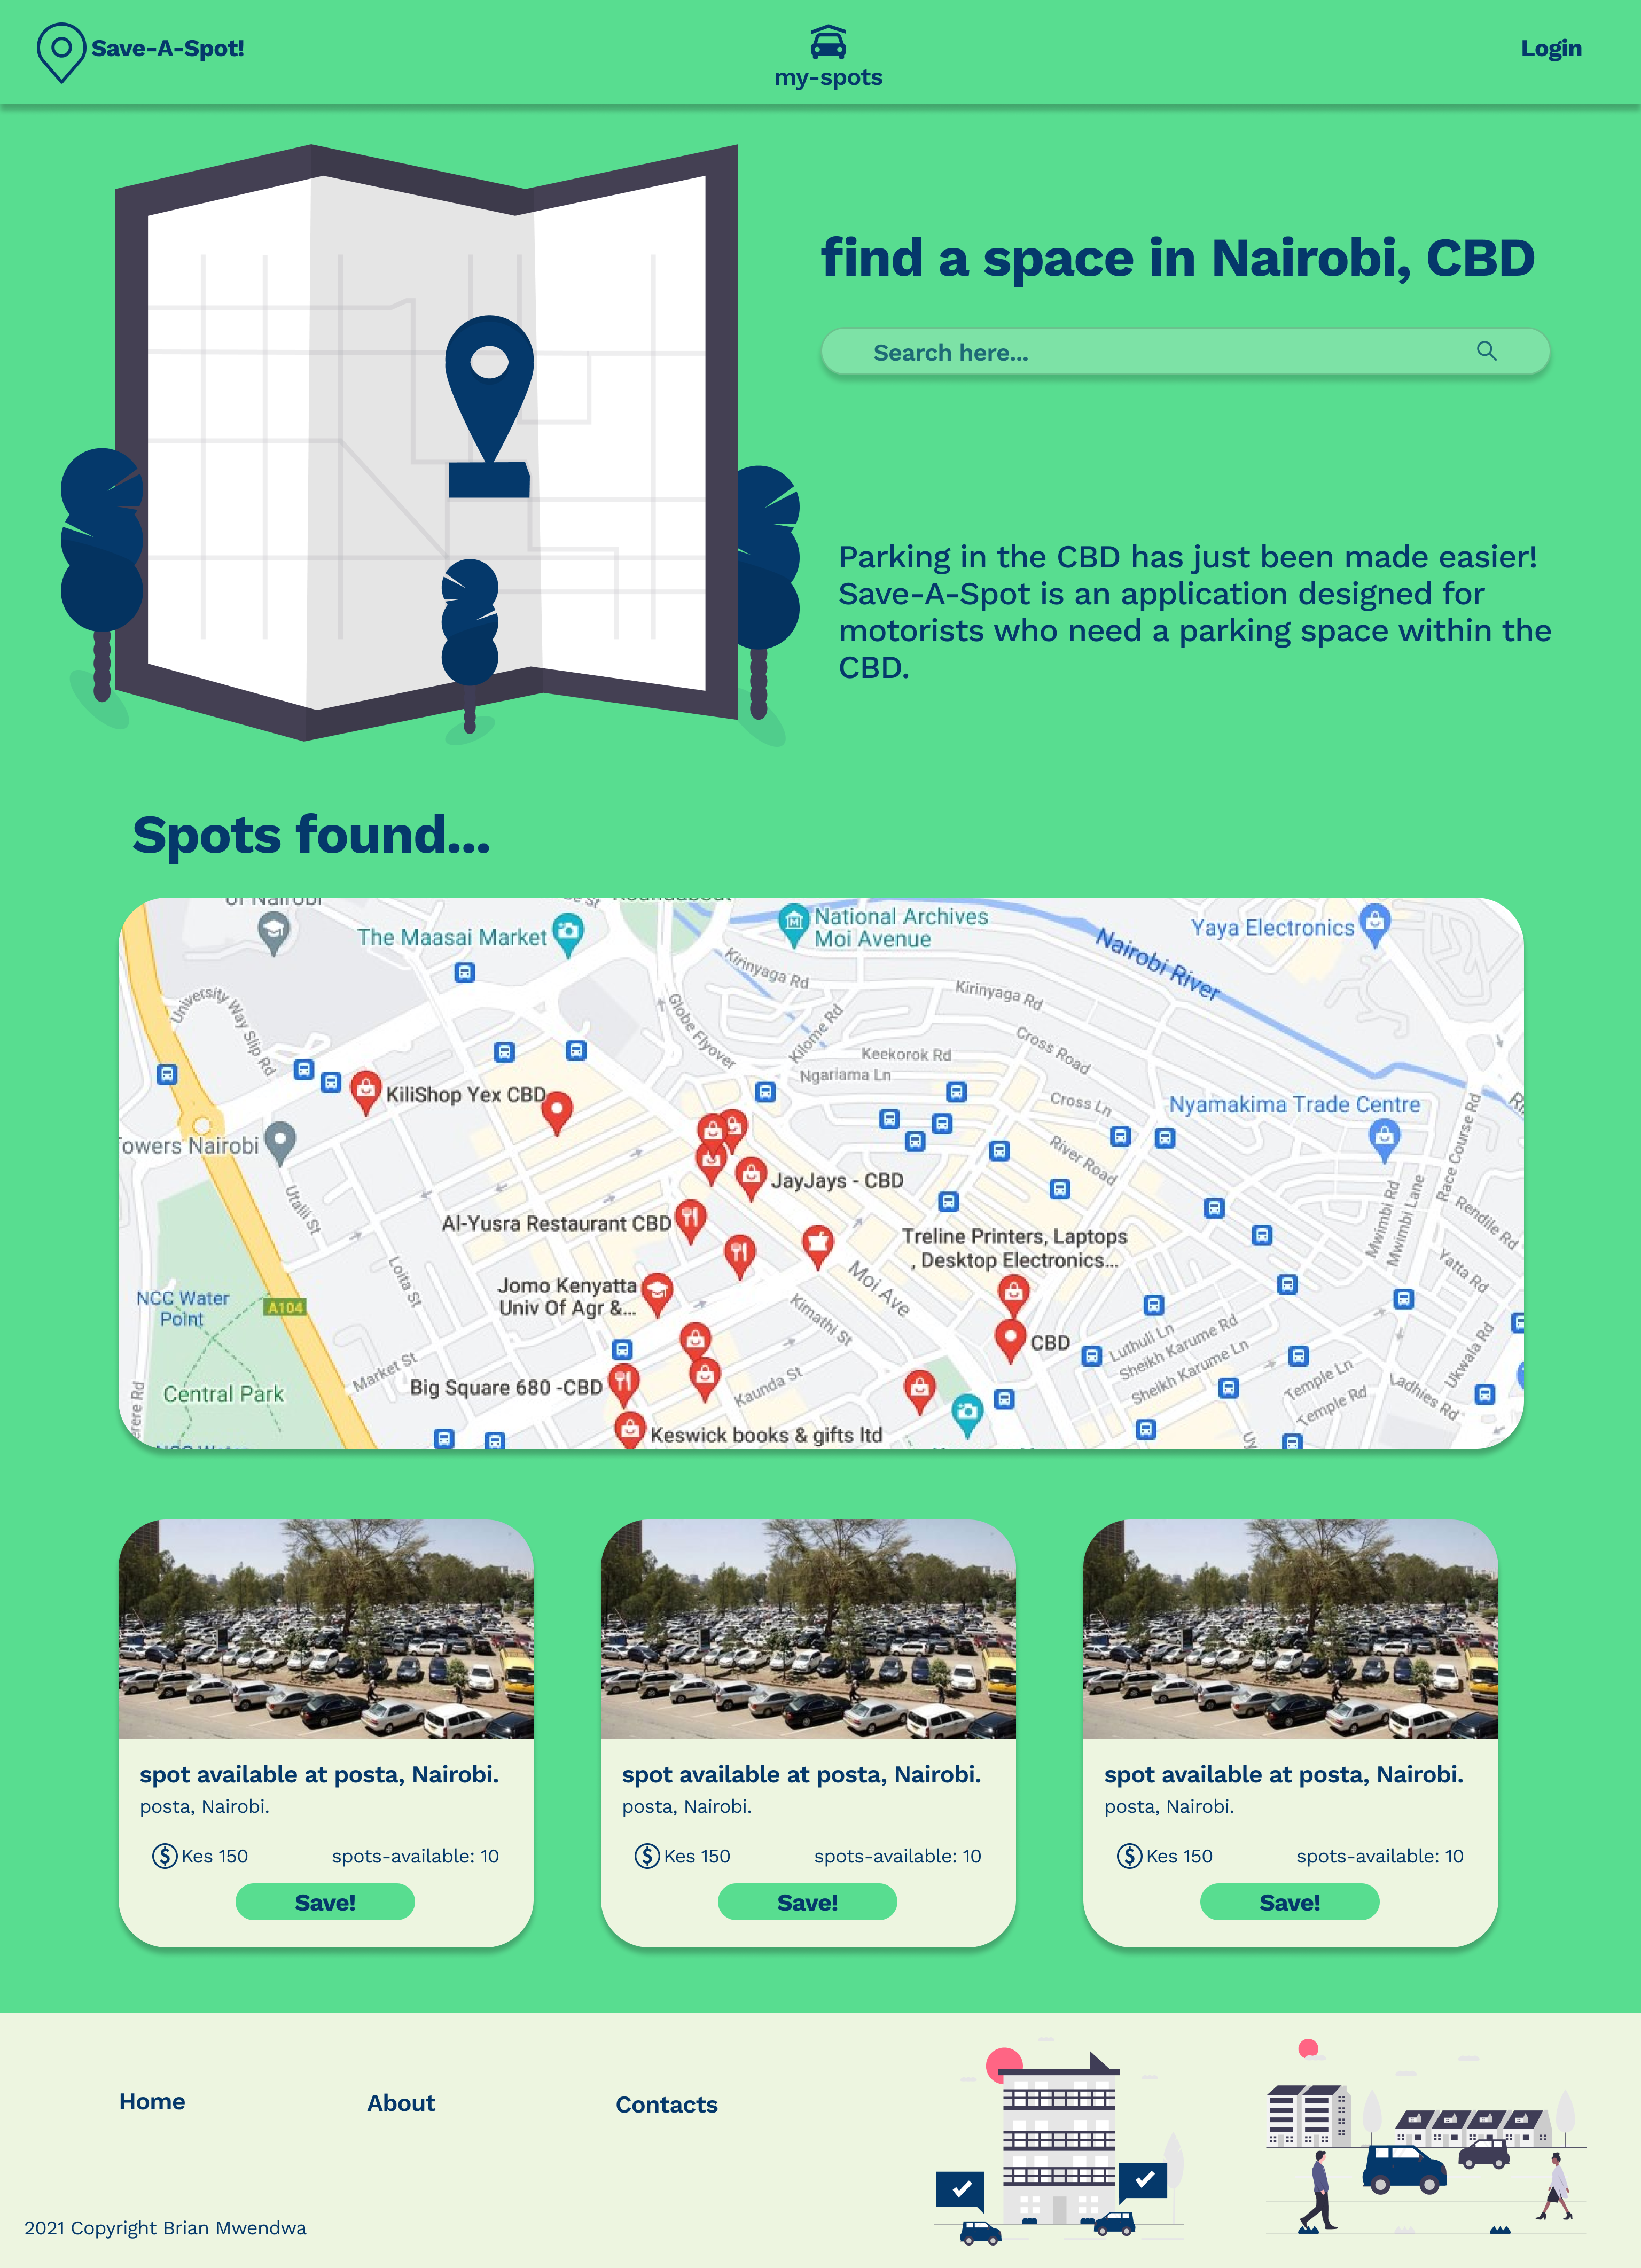 Save-A-Spot!
my-spots
Login
find a space in Nairobi, CBD
Search here...
Parking in the CBD has just been made easier!
Save-A-Spot is an application designed for
motorists who need a parking space within the
CBD.
Spots found...
of Nairobi
The Maasai Market
National Archives
Moi Avenue
Yaya Electronics
Nairobi River
Kirinyaga Rd
Kirinyaga Rd
University Way Slip Rd
Globe Flyover
Kilome Rd
Keekorok Rd
Cross Road
Ngariama Ln
KiliShop Yex CBD
Cross Ln
Nyamakima Trade Centre
Race Course Rd
owers Nairobi
River Road
JayJays - CBD
Utalii St
Al-Yusra Restaurant CBD
Treline Printers, Laptops
, Desktop Electronics...
Mwimbi Rd
Mwimbi Lane
Rendile Rd
Yatta Rd
Loita St
Moi Ave
Jomo Kenyatta
Univ Of Agr &...
NCC Water
Point
A104
Kimathi St
CBD
Luthuli Ln
Sheikh Karume Rd
Sheikh Karume Ln
Ukwala Rd
Market St
Big Square 680 -CBD
Kaunda St
Temple Ln
Temple Rd
Ladhies Rd
Central Park
erere Rd
Keswick books & gifts ltd
spot available at posta, Nairobi.
posta, Nairobi.
Kes 150 spots-available: 10
Save!
spot available at posta, Nairobi.
posta, Nairobi.
Kes 150 spots-available: 10
Save!
spot available at posta, Nairobi.
posta, Nairobi.
Kes 150 spots-available: 10
Save!
Home
About
Contacts
2021 Copyright Brian Mwendwa